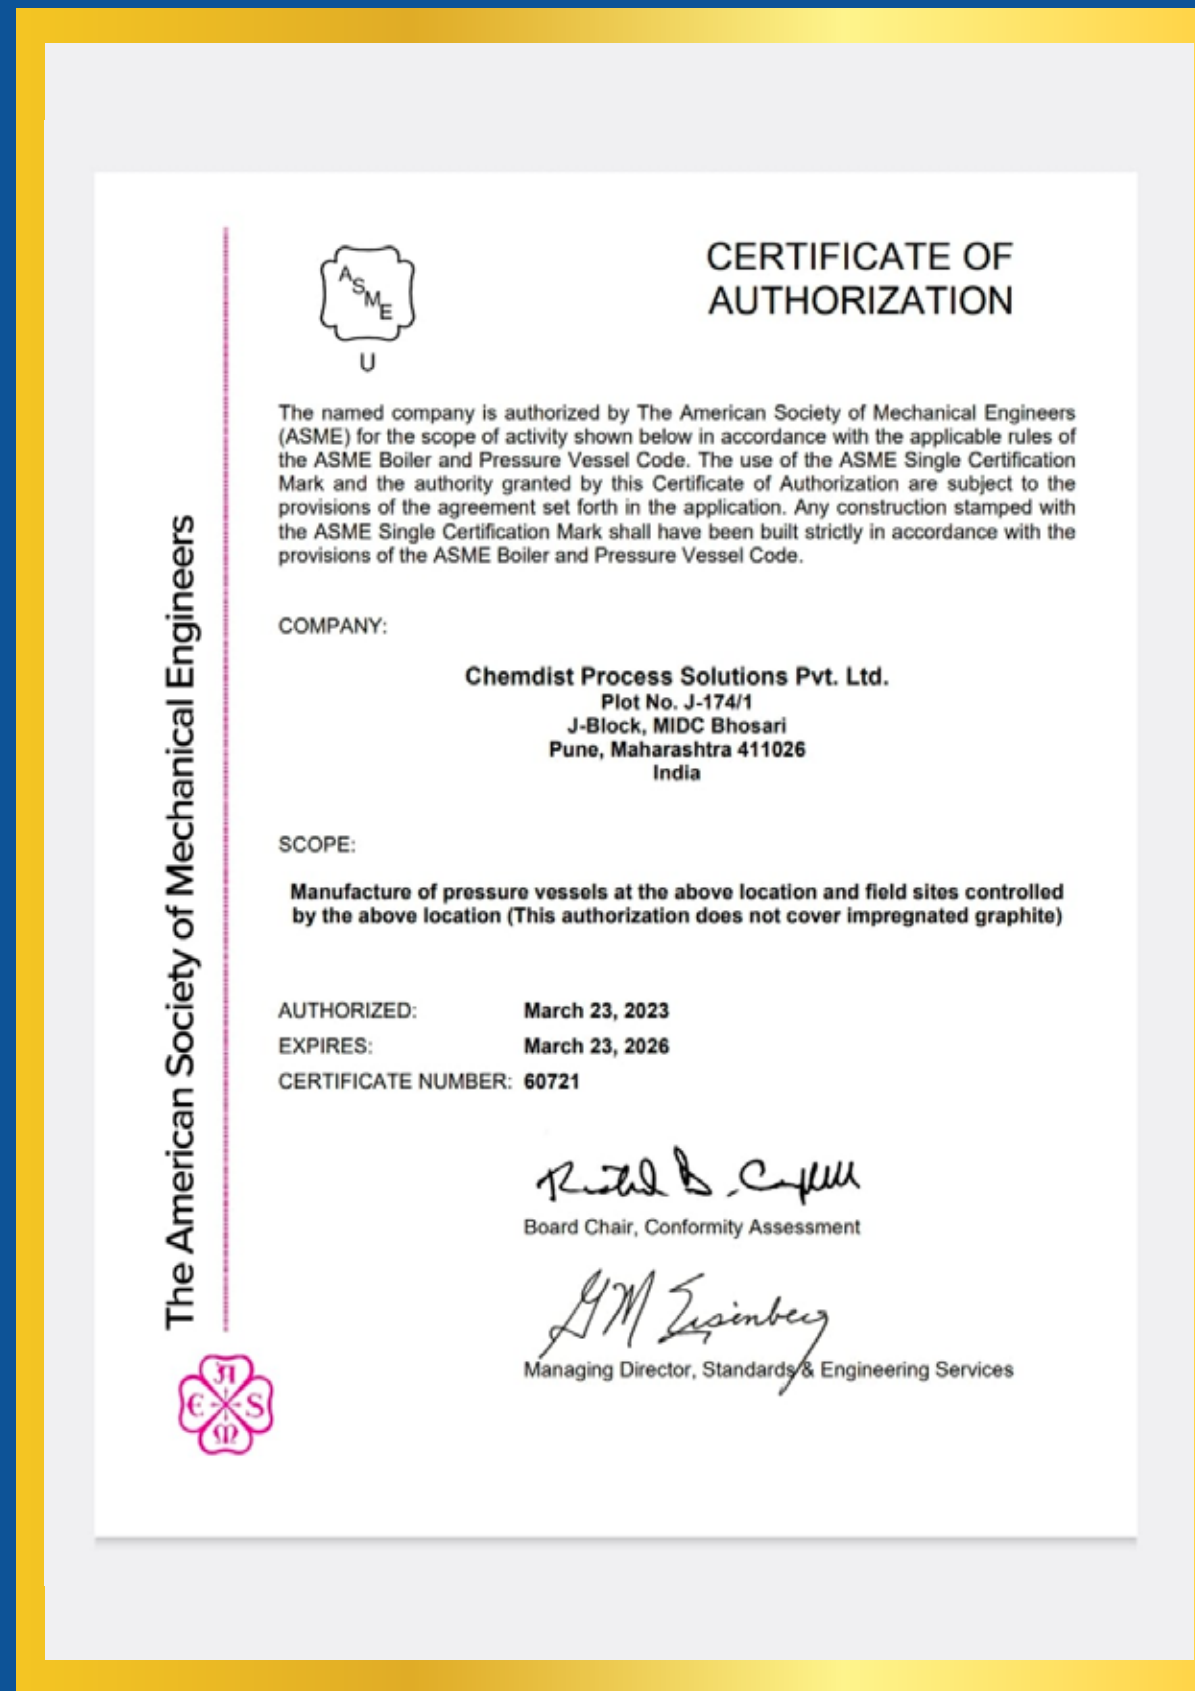 The American Society of Mechanical Engineers
ASME
U
CERTIFICATE OF
AUTHORIZATION
The named company is authorized by The American Society of Mechanical Engineers
(ASME) for the scope of activity shown below in accordance with the applicable rules of
the ASME Boiler and Pressure Vessel Code. The use of the ASME Single Certification
Mark and the authority granted by this Certificate of Authorization are subject to the
provisions of the agreement set forth in the application. Any construction stamped with
the ASME Single Certification Mark shall have been built strictly in accordance with the
provisions of the ASME Boiler and Pressure Vessel Code.
COMPANY:
Chemdist Process Solutions Pvt. Ltd.
Plot No. J-174/1
J-Block, MIDC Bhosari
Pune, Maharashtra 411026
India
SCOPE:
Manufacture of pressure vessels at the above location and field sites controlled
by the above location (This authorization does not cover impregnated graphite)
AUTHORIZED: March 23, 2023
EXPIRES: March 23, 2026
CERTIFICATE NUMBER: 60721
Board Chair, Conformity Assessment
GM Eisenberg
Managing Director, Standards & Engineering Services
ASME